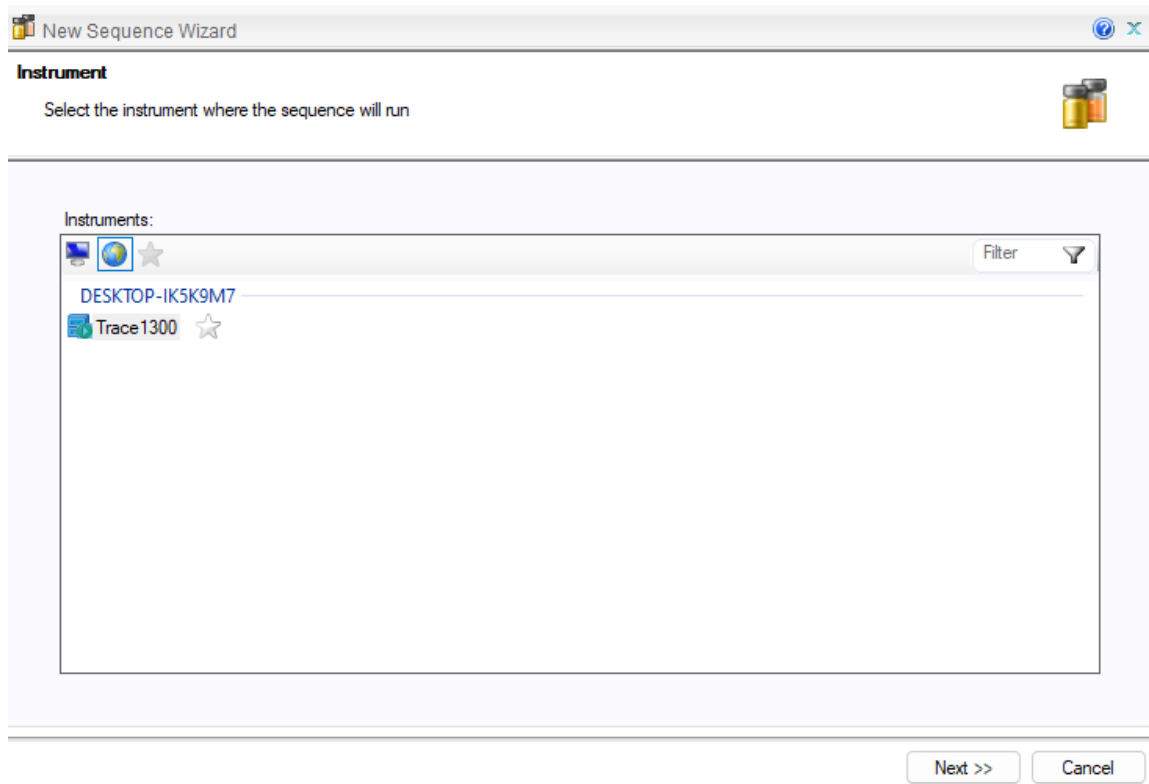 New Sequence Wizard
Instrument
Select the instrument where the sequence will run
Instruments:
Filter
DESKTOP-IK5K9M7
Trace1300
Next >> Cancel